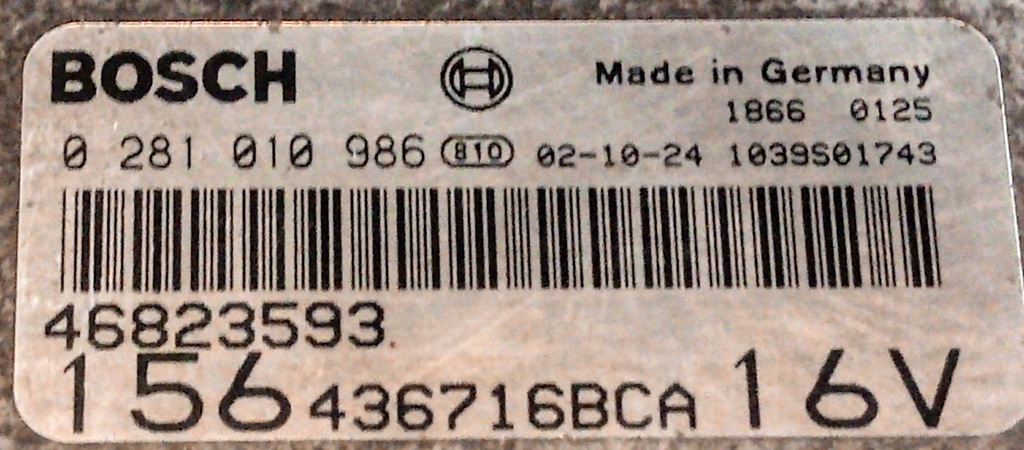 BOSCH Made in Germany
1866 0125
0 281 010 986 810 02-10-24 1039S01743
46823593
156 436716BCA 16V